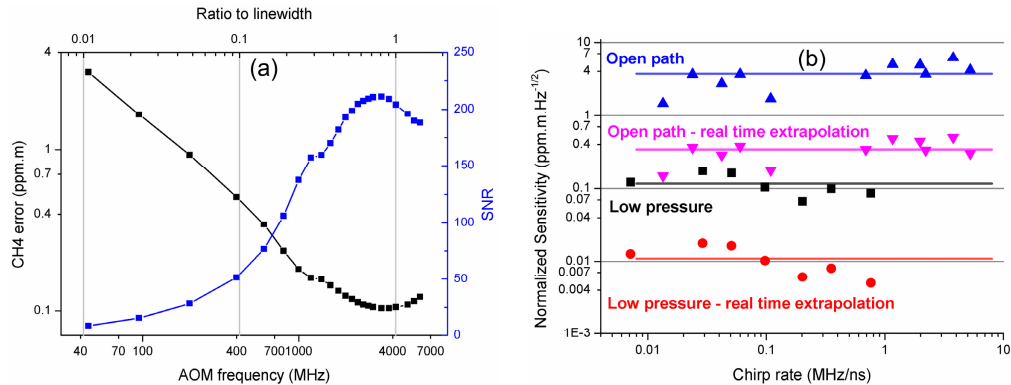 Ratio to linewidth
0.01 0.1 1
4 (a) 250
200
1
0.7 150
CH4 error (ppm.m) SNR
0.4 100
50
0.1
0
40 70 100 400 700 1000 4000 7000
AOM frequency (MHz)
10 (b)
7 Open path
4
1
0.7 Open path - real time extrapolation
0.4
Normalized Sensitivity (ppm.m.Hz-1/2)
0.1
0.07 Low pressure
0.04
0.01
0.007
0.004 Low pressure - real time extrapolation
1E-3
0.01 0.1 1 10
Chirp rate (MHz/ns)